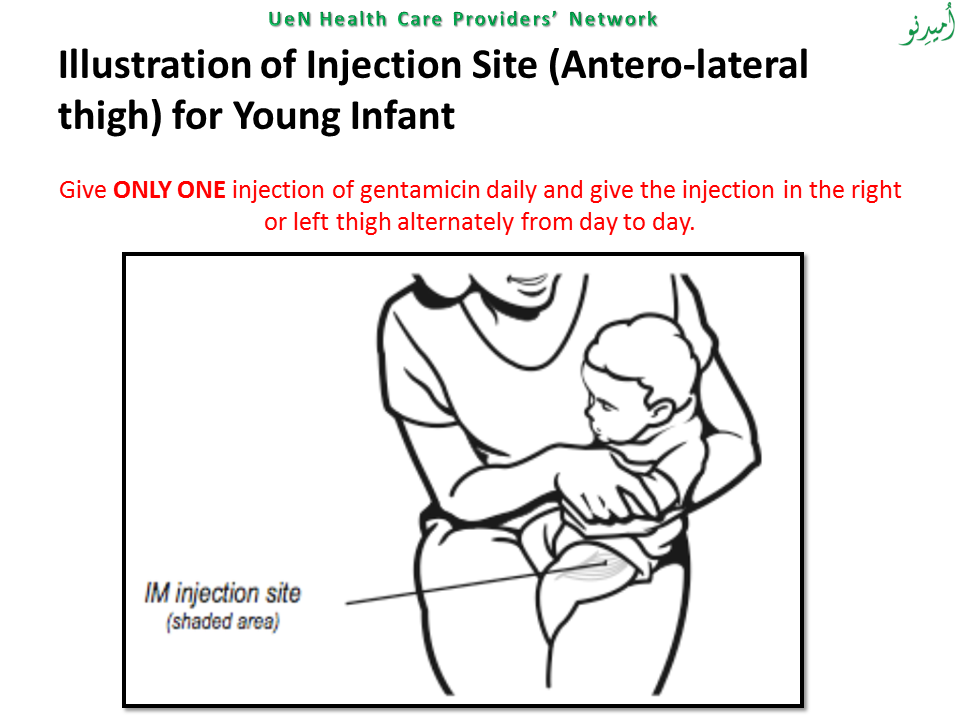 UeN Health Care Providers’ Network
اُمیدِنو
Illustration of Injection Site (Antero-lateral
thigh) for Young Infant
Give ONLY ONE injection of gentamicin daily and give the injection in the right
or left thigh alternately from day to day.
IM injection site
(shaded area)